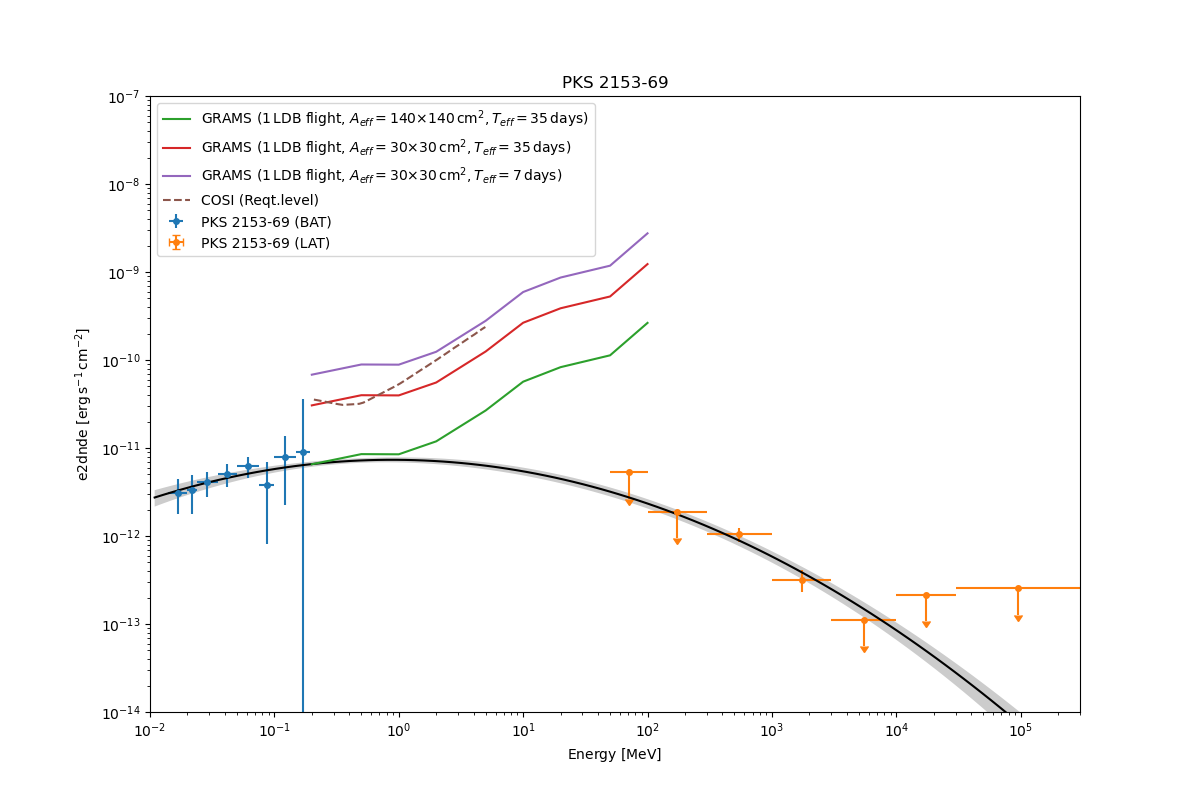 PKS 2153-69
GRAMS (1 LDB flight, A_eff = 140×140 cm², T_eff = 35 days)
GRAMS (1 LDB flight, A_eff = 30×30 cm², T_eff = 35 days)
GRAMS (1 LDB flight, A_eff = 30×30 cm², T_eff = 7 days)
COSI (Reqt.level)
PKS 2153-69 (BAT)
PKS 2153-69 (LAT)
e2dnde [erg s⁻¹ cm⁻²]
10⁻⁷
10⁻⁸
10⁻⁹
10⁻¹⁰
10⁻¹¹
10⁻¹²
10⁻¹³
10⁻¹⁴
10⁻² 10⁻¹ 10⁰ 10¹ 10² 10³ 10⁴ 10⁵
Energy [MeV]